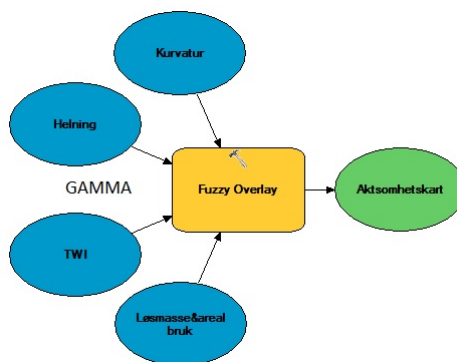 Kurvatur
Helning
GAMMA
Fuzzy Overlay
Aktsomhetskart
TWI
Løsmasse&areal
bruk